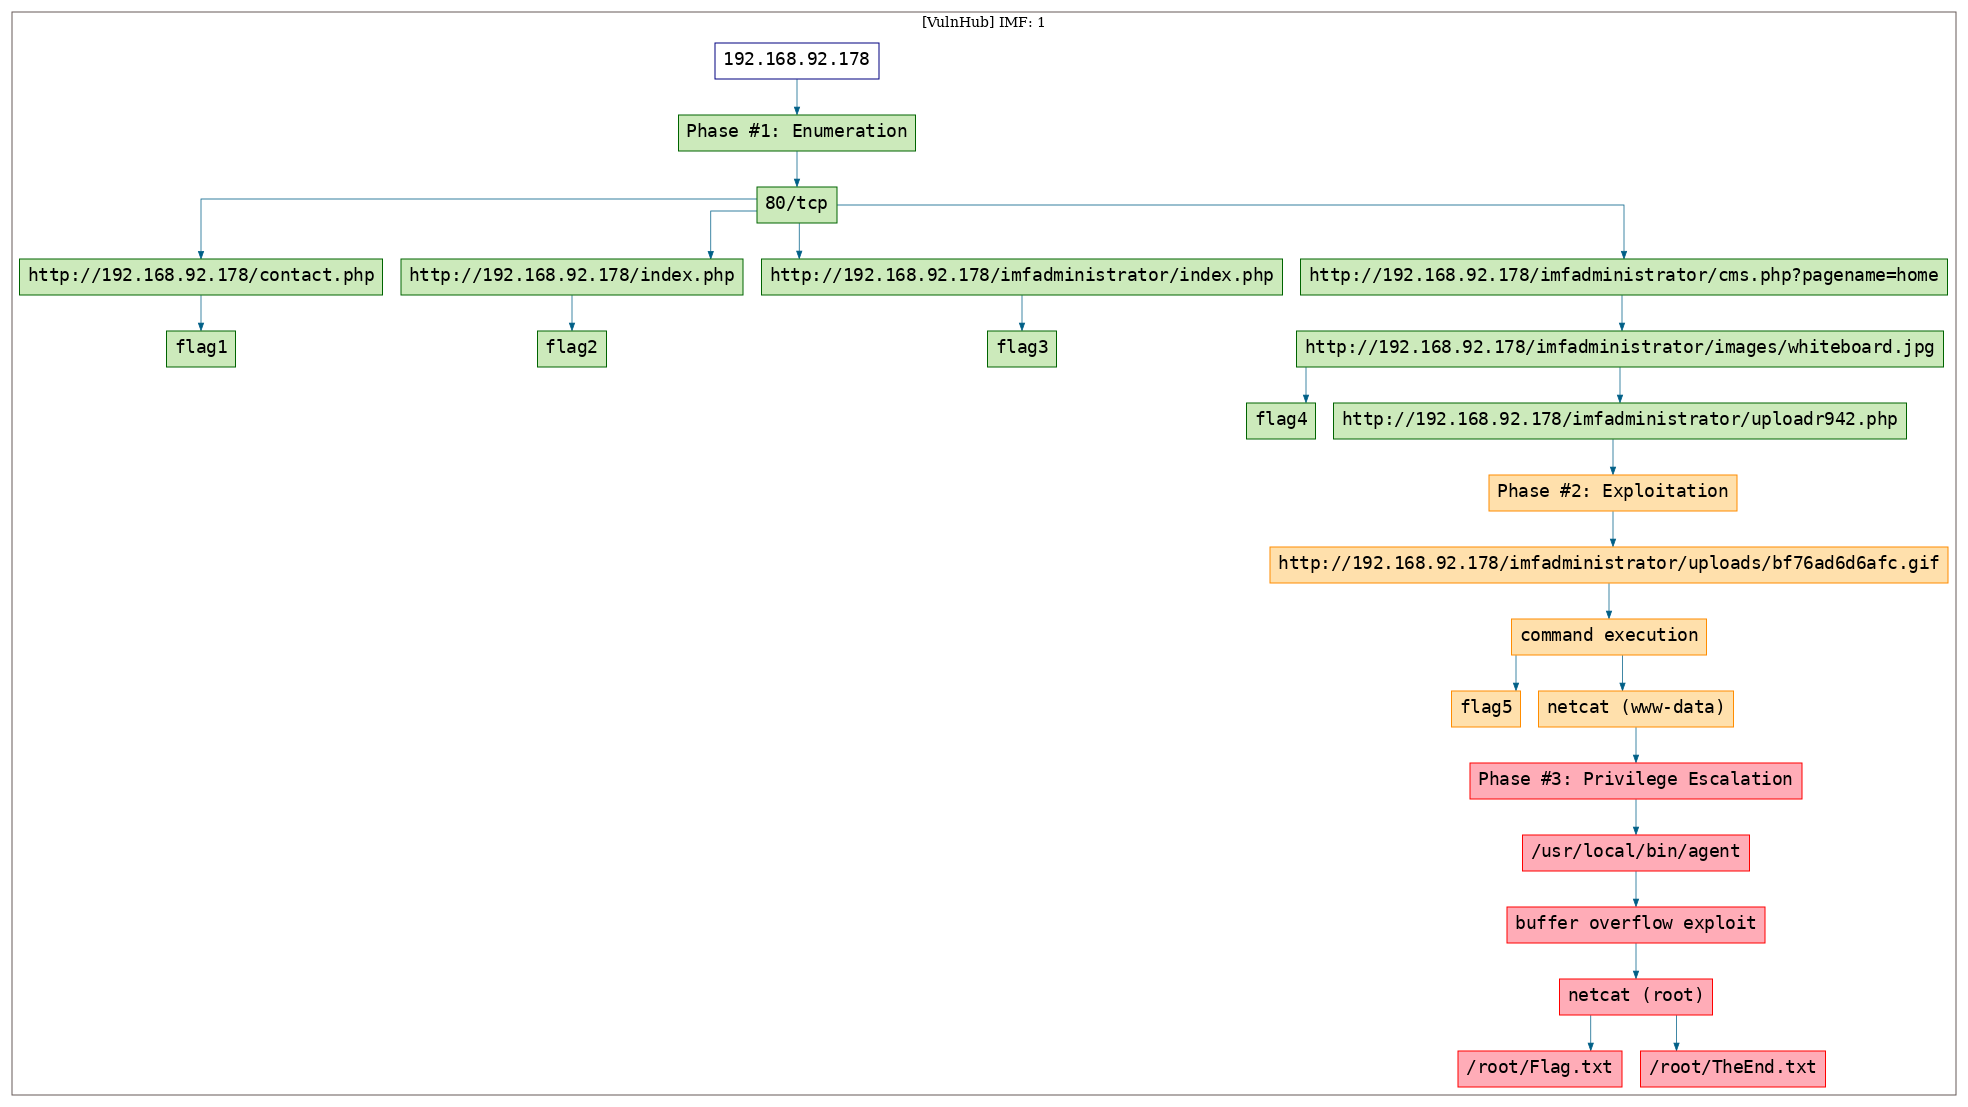 [VulnHub] IMF: 1
192.168.92.178
Phase #1: Enumeration
80/tcp
http://192.168.92.178/contact.php
http://192.168.92.178/index.php
http://192.168.92.178/imfadministrator/index.php
http://192.168.92.178/imfadministrator/cms.php?pagename=home
flag1
flag2
flag3
http://192.168.92.178/imfadministrator/images/whiteboard.jpg
flag4
http://192.168.92.178/imfadministrator/uploadr942.php
Phase #2: Exploitation
http://192.168.92.178/imfadministrator/uploads/bf76ad6d6afc.gif
command execution
flag5
netcat (www-data)
Phase #3: Privilege Escalation
/usr/local/bin/agent
buffer overflow exploit
netcat (root)
/root/Flag.txt
/root/TheEnd.txt